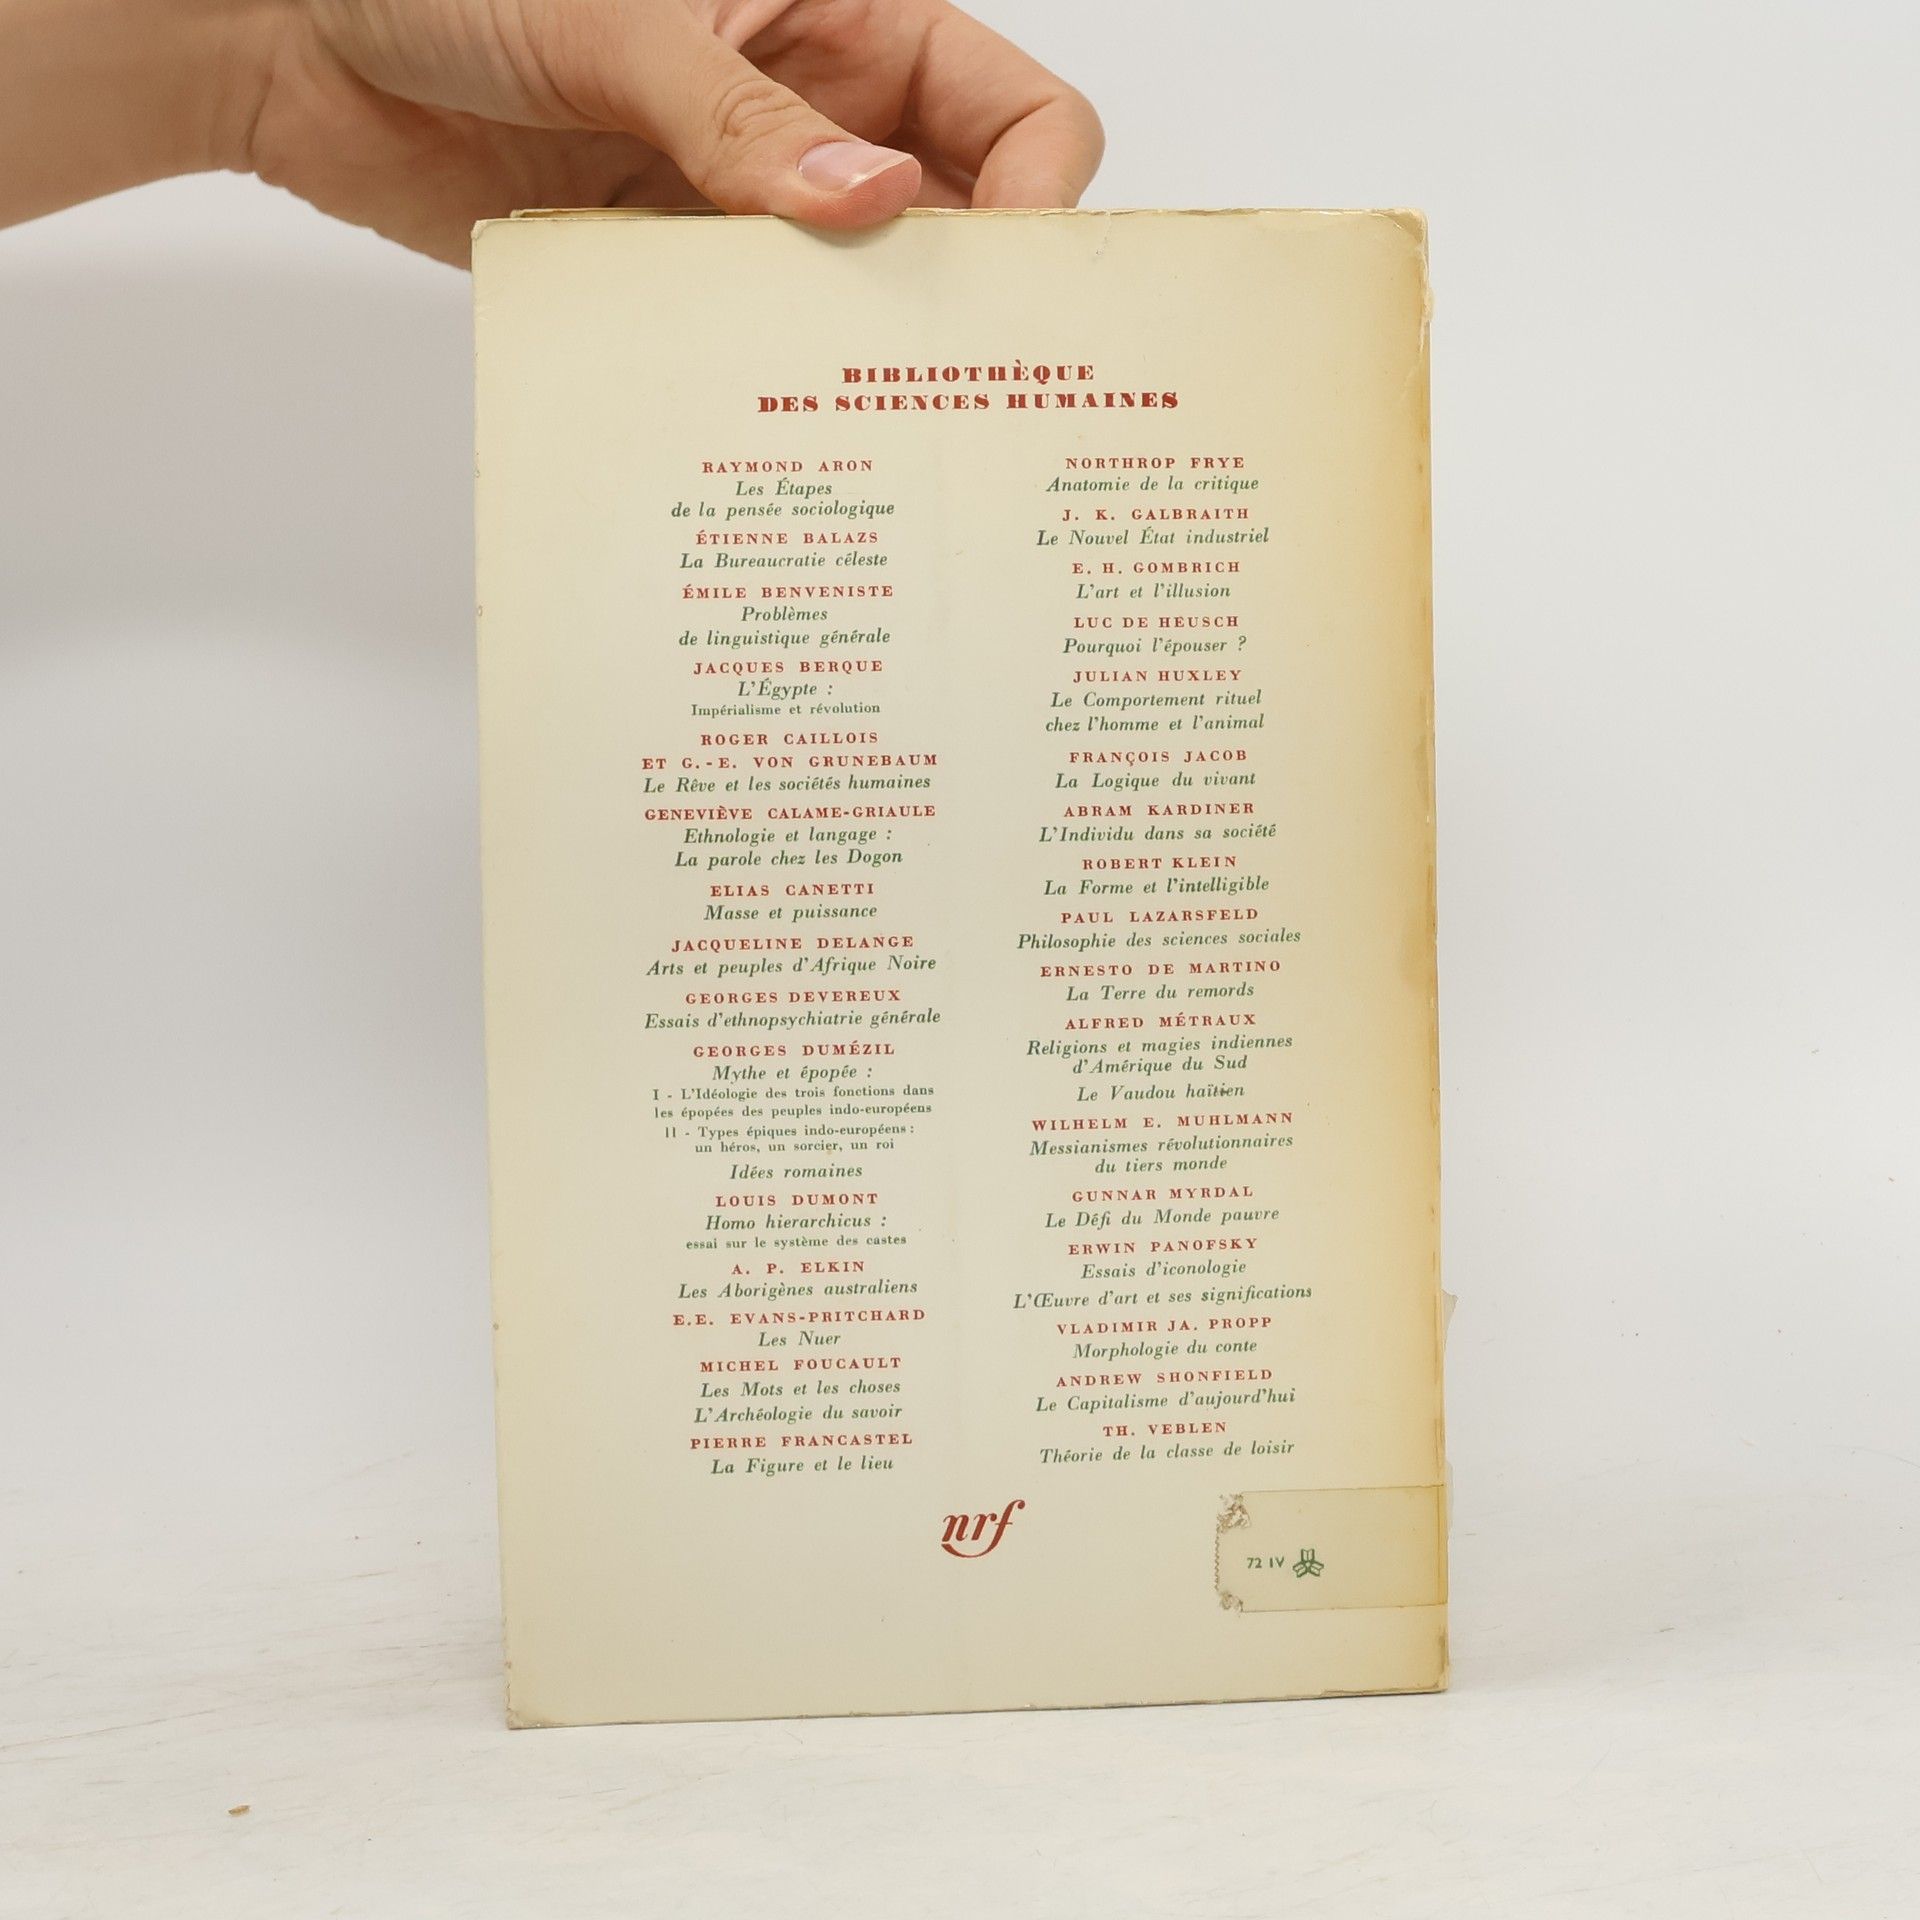 BIBLIOTHÈQUE
DES SCIENCES HUMAINES
RAYMOND ARON
Les Étapes
de la pensée sociologique
ÉTIENNE BALAZS
La Bureaucratie céleste
ÉMILE BENVENISTE
Problèmes
de linguistique générale
JACQUES BERQUE
L'Égypte :
Impérialisme et révolution
ROGER CAILLOIS
ET G.-E. VON GRUNEBAUM
Le Rêve et les sociétés humaines
GENEVIÈVE CALAME-GRIAULE
Ethnologie et langage :
La parole chez les Dogon
ELIAS CANETTI
Masse et puissance
JACQUELINE DELANGE
Arts et peuples d'Afrique Noire
GEORGES DEVEREUX
Essais d'ethnopsychiatrie générale
GEORGES DUMÉZIL
Mythe et épopée :
I - L'Idéologie des trois fonctions dans
les épopées des peuples indo-européens
II - Types épiques indo-européens :
un héros, un sorcier, un roi
Idées romaines
LOUIS DUMONT
Homo hierarchicus :
essai sur le système des castes
A. P. ELKIN
Les Aborigènes australiens
E.E. EVANS-PRITCHARD
Les Nuer
MICHEL FOUCAULT
Les Mots et les choses
L'Archéologie du savoir
PIERRE FRANCASTEL
La Figure et le lieu
NORTHROP FRYE
Anatomie de la critique
J. K. GALBRAITH
Le Nouvel État industriel
E. H. GOMBRICH
L'art et l'illusion
LUC DE HEUSCH
Pourquoi l'épouser ?
JULIAN HUXLEY
Le Comportement rituel
chez l'homme et l'animal
FRANÇOIS JACOB
La Logique du vivant
ABRAM KARDINER
L'Individu dans sa société
ROBERT KLEIN
La Forme et l'intelligible
PAUL LAZARSFELD
Philosophie des sciences sociales
ERNESTO DE MARTINO
La Terre du remords
ALFRED MÉTRAUX
Religions et magies indiennes
d'Amérique du Sud
Le Vaudou haïtien
WILHELM E. MUHLMANN
Messianismes révolutionnaires
du tiers monde
GUNNAR MYRDAL
Le Défi du Monde pauvre
ERWIN PANOFSKY
Essais d'iconologie
L'Œuvre d'art et ses significations
VLADIMIR JA. PROPP
Morphologie du conte
ANDREW SHONFIELD
Le Capitalisme d'aujourd'hui
TH. VEBLEN
Théorie de la classe de loisir
nrf
72 IV